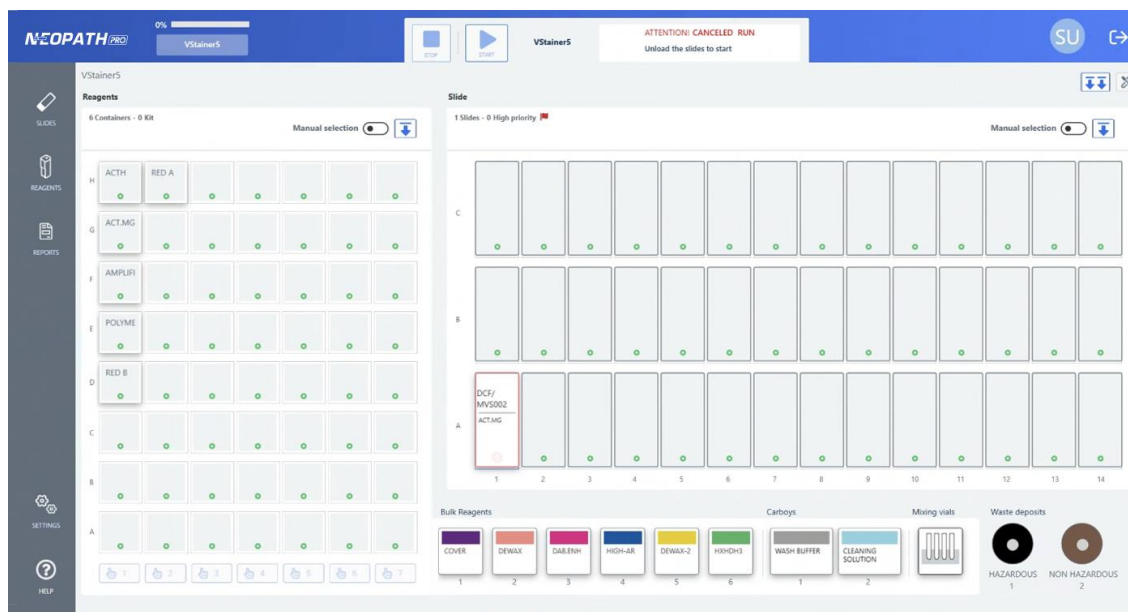 NEOPATH PRO
0%
VStainer5
STOP
START
VStainer5
ATTENTION! CANCELED RUN
Unload the slides to start
SU
VStainer5
SLIDES
REAGENTS
REPORTS
SETTINGS
HELP
Reagents
6 Containers - 0 Kit
Manual selection
H
ACTH
RED A
G
ACT.MG
F
AMPLIFI
E
POLYME
D
RED B
C
B
A
1 2 3 4 5 6 7
Slide
1 Slides - 0 High priority
Manual selection
C
B
A
DCF/
MVS002
ACT.MG
1 2 3 4 5 6 7 8 9 10 11 12 13 14
Bulk Reagents
COVER
1
DEWAX
2
DAB.ENH
3
HIGH-AR
4
DEWAX-2
5
HXHDH3
6
Carboys
WASH BUFFER
1
CLEANING
SOLUTION
2
Mixing vials
Waste deposits
HAZARDOUS
1
NON HAZARDOUS
2